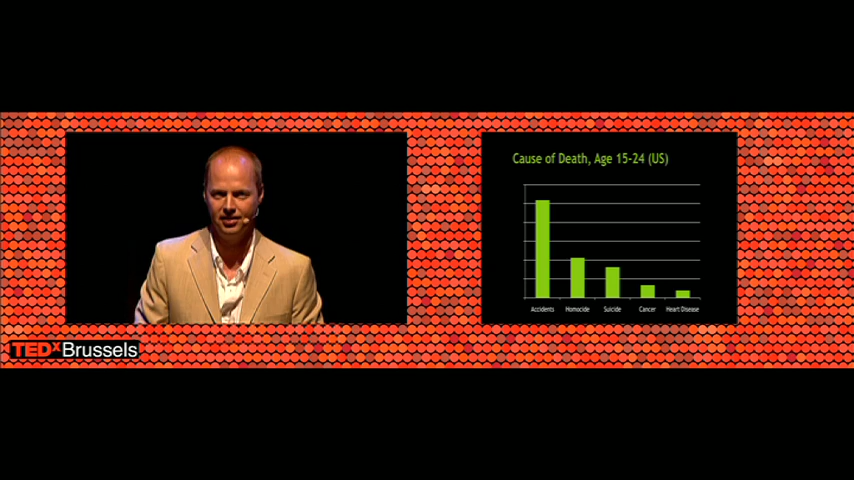 Cause of Death, Age 15-24 (US)
Accidents Homocide Suicide Cancer Heart Disease
TEDxBrussels